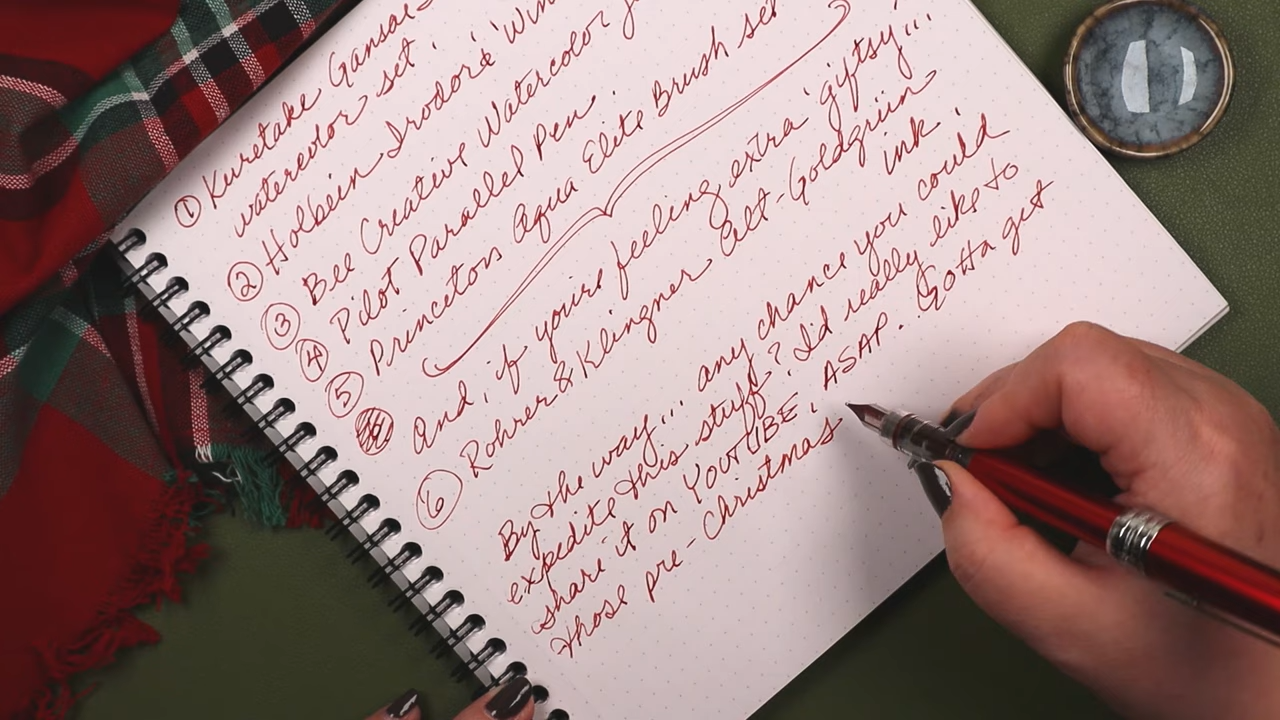 ① Kuretake Gansai
watercolor set
② Holbein Irodori 'Win
③ Bee Creative Watercolor
④ Pilot Parallel Pen
⑤ Princeton Aqua Elite Brush set
And, if you're feeling extra 'giftsy'...
⑥ Rohrer & Klingner Alt-Goldgrün
ink.
By the way... any chance you could
expedite this stuff? I'd really like to
share it on YOUTUBE, ASAP. Gotta get
those pre-Christmas